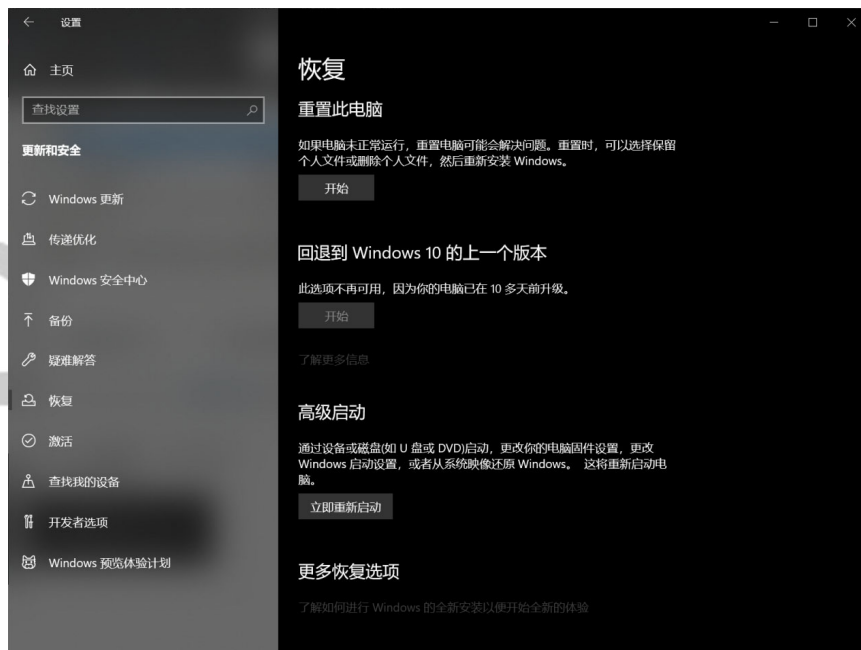 设置
主页
查找设置
更新和安全
Windows 更新
传递优化
Windows 安全中心
备份
疑难解答
恢复
激活
查找我的设备
开发者选项
Windows 预览体验计划
恢复
重置此电脑
如果电脑未正常运行，重置电脑可能会解决问题。重置时，可以选择保留
个人文件或删除个人文件，然后重新安装 Windows。
开始
回退到 Windows 10 的上一个版本
此选项不再可用，因为你的电脑已在 10 多天前升级。
开始
了解更多信息
高级启动
通过设备或磁盘(如 U 盘或 DVD)启动，更改你的电脑固件设置，更改
Windows 启动设置，或者从系统映像还原 Windows。 这将重新启动电
脑。
立即重新启动
更多恢复选项
了解如何进行 Windows 的全新安装以便开始全新的体验